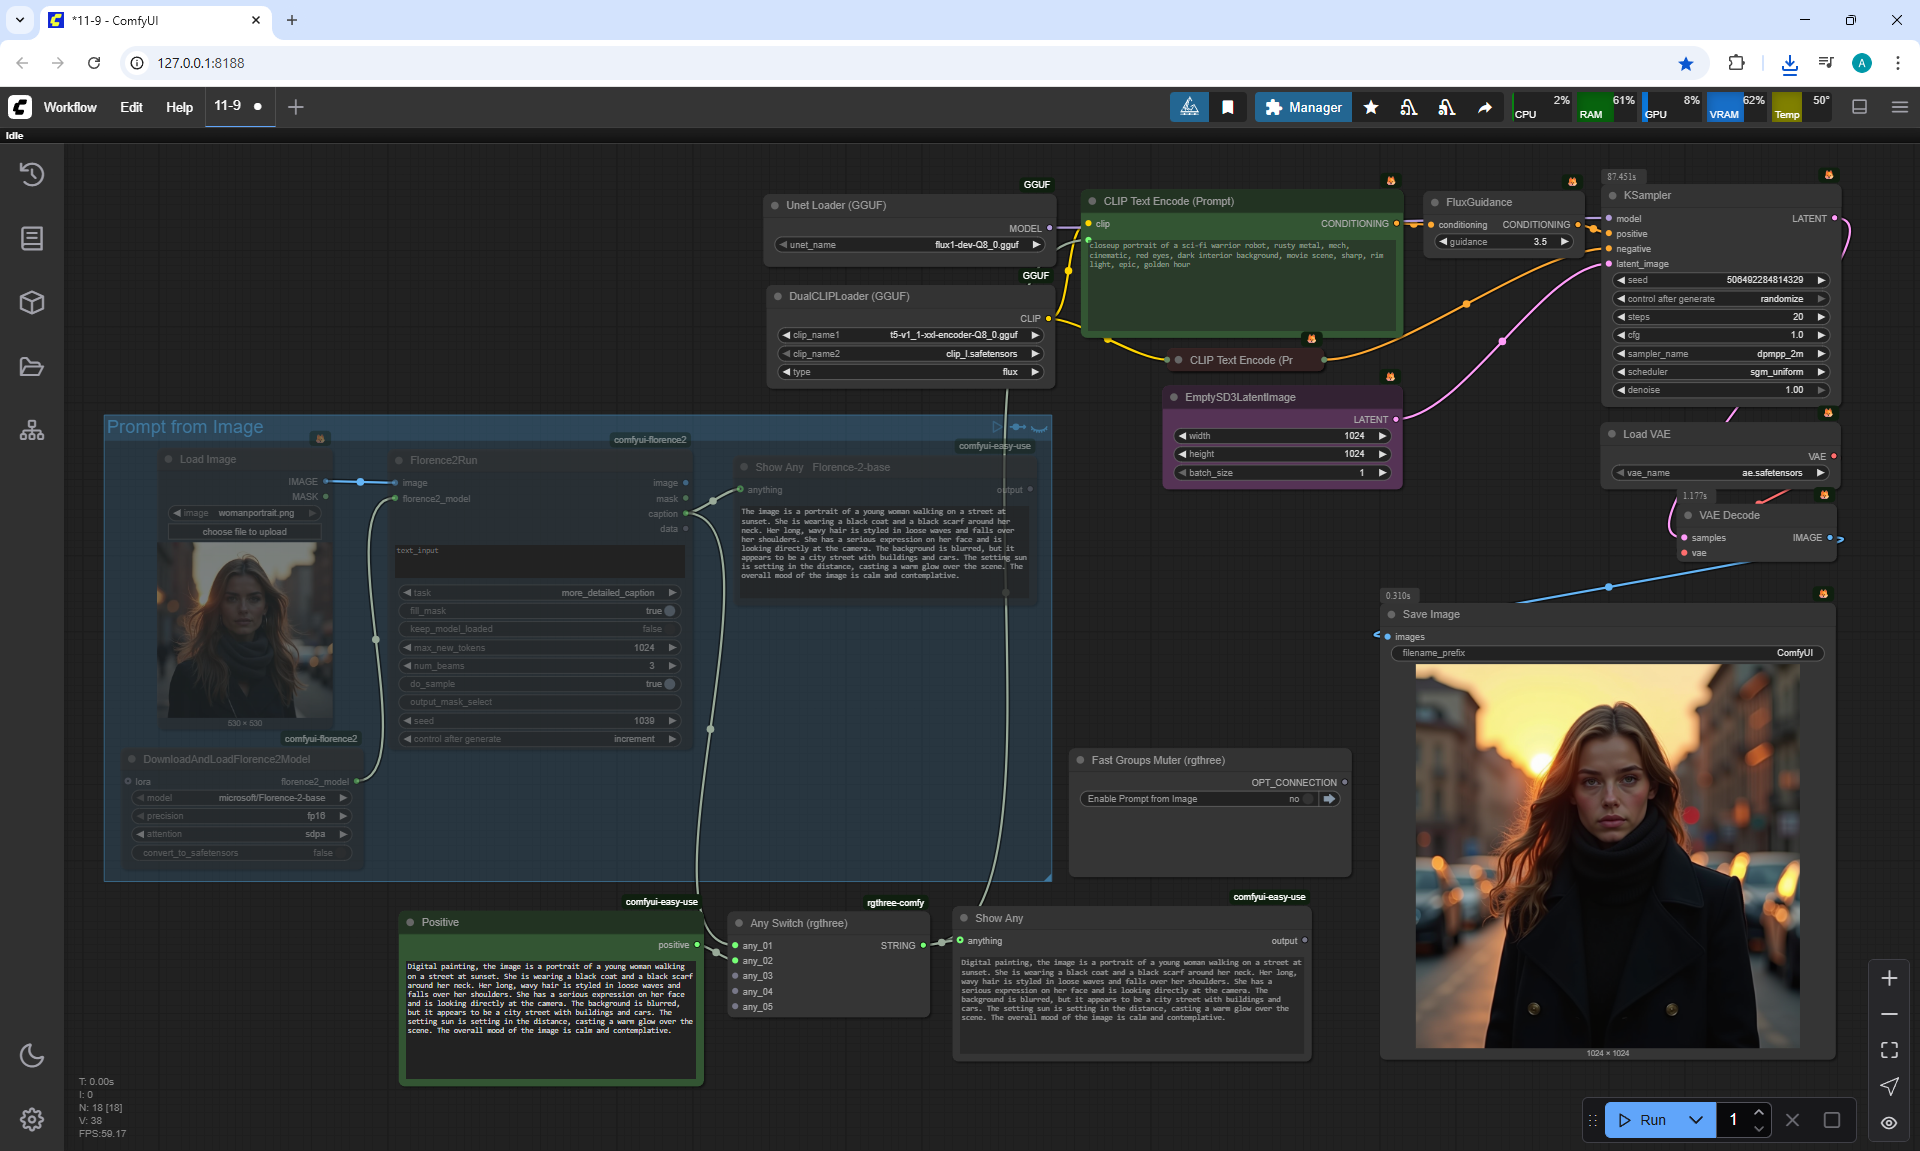 *11-9 - ComfyUI
127.0.0.1:8188
A
Workflow
Edit
Help
11-9
Manager
CPU 2%
RAM 61%
GPU 8%
VRAM 62%
Temp 50°
Idle
GGUF
Unet Loader (GGUF)
MODEL
unet_name flux1-dev-Q8_0.gguf
GGUF
DualCLIPLoader (GGUF)
CLIP
clip_name1 t5-v1_1-xxl-encoder-Q8_0.gguf
clip_name2 clip_l.safetensors
type flux
CLIP Text Encode (Prompt)
clip CONDITIONING
closeup portrait of a sci-fi warrior robot, rusty metal, mech,
cinematic, red eyes, dark interior background, movie scene, sharp, rim
light, epic, golden hour
CLIP Text Encode (Pr
FluxGuidance
conditioning CONDITIONING
guidance 3.5
87.451s
KSampler
model LATENT
positive
negative
latent_image
seed 506492284814329
control after generate randomize
steps 20
cfg 1.0
sampler_name dpmpp_2m
scheduler sgm_uniform
denoise 1.00
EmptySD3LatentImage
LATENT
width 1024
height 1024
batch_size 1
Load VAE
VAE
vae_name ae.safetensors
1.177s
VAE Decode
samples IMAGE
vae
0.310s
Save Image
images
filename_prefix ComfyUI
1024 × 1024
Prompt from Image
Load Image
IMAGE
MASK
image womanportrait.png
choose file to upload
530 × 530
comfyui-florence2
Florence2Run
image image
florence2_model mask
caption
data
text_input
task more_detailed_caption
fill_mask true
keep_model_loaded false
max_new_tokens 1024
num_beams 3
do_sample true
output_mask_select
seed 1039
control after generate increment
comfyui-easy-use
Show Any Florence-2-base
anything output
The image is a portrait of a young woman walking on a street at
sunset. She is wearing a black coat and a black scarf around her
neck. Her long, wavy hair is styled in loose waves and falls over
her shoulders. She has a serious expression on her face and is
looking directly at the camera. The background is blurred, but it
appears to be a city street with buildings and cars. The setting sun
is setting in the distance, casting a warm glow over the scene. The
overall mood of the image is calm and contemplative.
comfyui-florence2
DownloadAndLoadFlorence2Model
lora florence2_model
model microsoft/Florence-2-base
precision fp16
attention sdpa
convert_to_safetensors false
Fast Groups Muter (rgthree)
OPT_CONNECTION
Enable Prompt from Image no
comfyui-easy-use
Positive
positive
Digital painting, the image is a portrait of a young woman walking
on a street at sunset. She is wearing a black coat and a black scarf
around her neck. Her long, wavy hair is styled in loose waves and
falls over her shoulders. She has a serious expression on her face
and is looking directly at the camera. The background is blurred,
but it appears to be a city street with buildings and cars. The
setting sun is setting in the distance, casting a warm glow over the
scene. The overall mood of the image is calm and contemplative.
rgthree-comfy
Any Switch (rgthree)
any_01 STRING
any_02
any_03
any_04
any_05
comfyui-easy-use
Show Any
anything output
Digital painting, the image is a portrait of a young woman walking on a street at
sunset. She is wearing a black coat and a black scarf around her neck. Her long,
wavy hair is styled in loose waves and falls over her shoulders. She has a
serious expression on her face and is looking directly at the camera. The
background is blurred, but it appears to be a city street with buildings and
cars. The setting sun is setting in the distance, casting a warm glow over the
scene. The overall mood of the image is calm and contemplative.
T: 0.00s
I: 0
N: 18 [18]
V: 38
FPS:59.17
Run
1